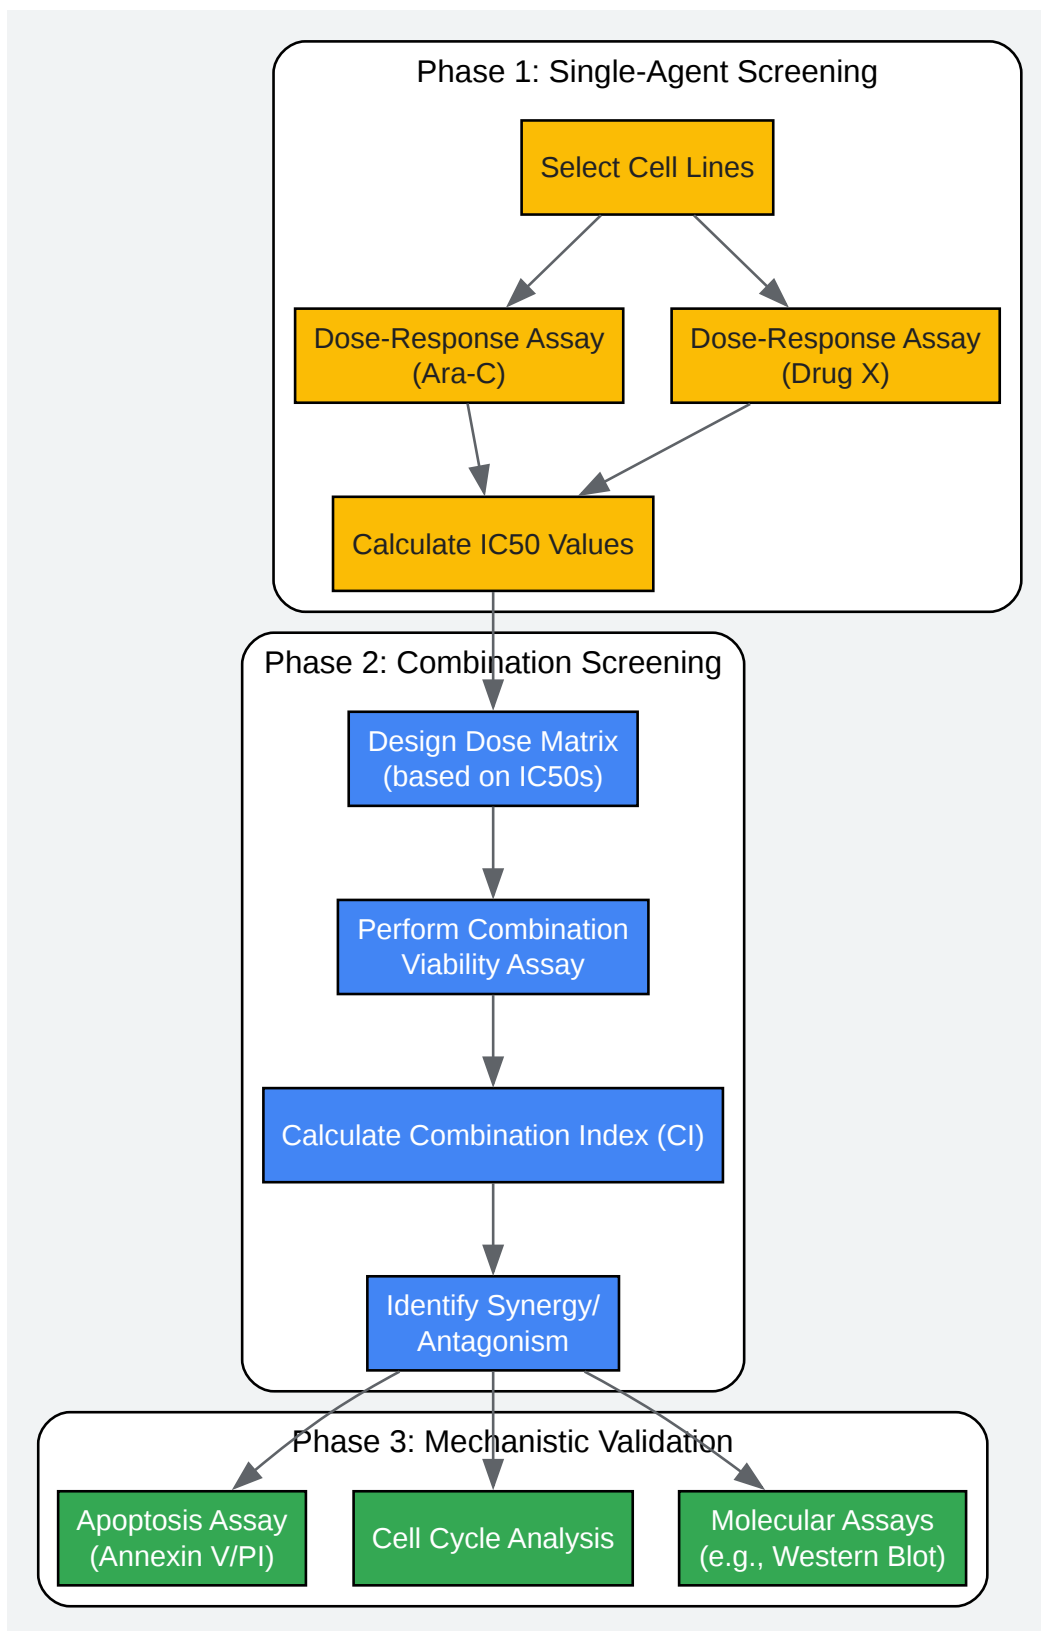 Phase 1: Single-Agent Screening
Select Cell Lines
Dose-Response Assay
(Ara-C)
Dose-Response Assay
(Drug X)
Calculate IC50 Values
Phase 2: Combination Screening
Design Dose Matrix
(based on IC50s)
Perform Combination
Viability Assay
Calculate Combination Index (CI)
Identify Synergy/
Antagonism
Phase 3: Mechanistic Validation
Apoptosis Assay
(Annexin V/PI)
Cell Cycle Analysis
Molecular Assays
(e.g., Western Blot)